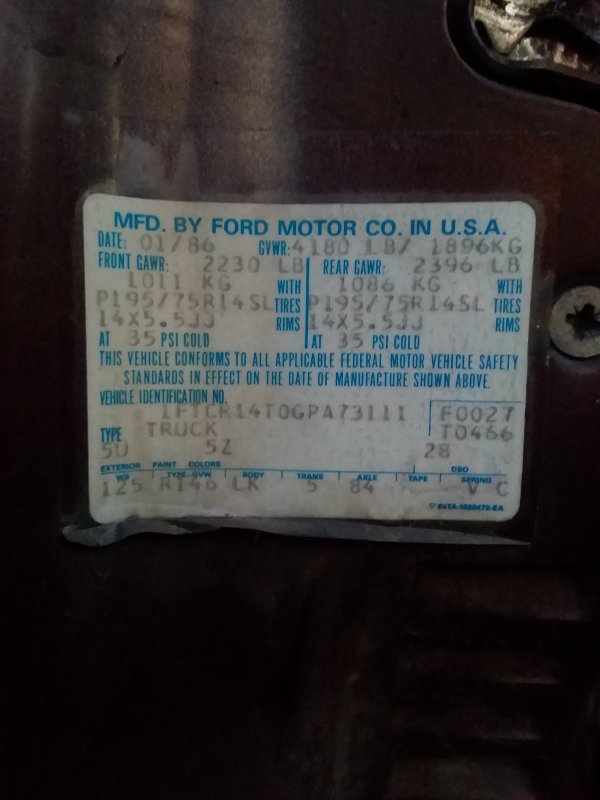 MFD. BY FORD MOTOR CO. IN U.S.A.
DATE: 01/86 GVWR: 4180 LB/ 1896KG
FRONT GAWR: 2230 LB REAR GAWR: 2396 LB
1011 KG WITH 1086 KG WITH
P195/75R14SL TIRES P195/75R14SL TIRES
14X5.5JJ RIMS 14X5.5JJ RIMS
AT 35 PSI COLD AT 35 PSI COLD
THIS VEHICLE CONFORMS TO ALL APPLICABLE FEDERAL MOTOR VEHICLE SAFETY
STANDARDS IN EFFECT ON THE DATE OF MANUFACTURE SHOWN ABOVE.
VEHICLE IDENTIFICATION NO.
1FTCR14T0GPA73111 F0027
TYPE TRUCK T0466
5U 5Z 28
EXTERIOR PAINT COLORS DSO
WB TYPE-GVW BODY TRANS AXLE TAPE SPRING
125 R146 LK 5 84 V C